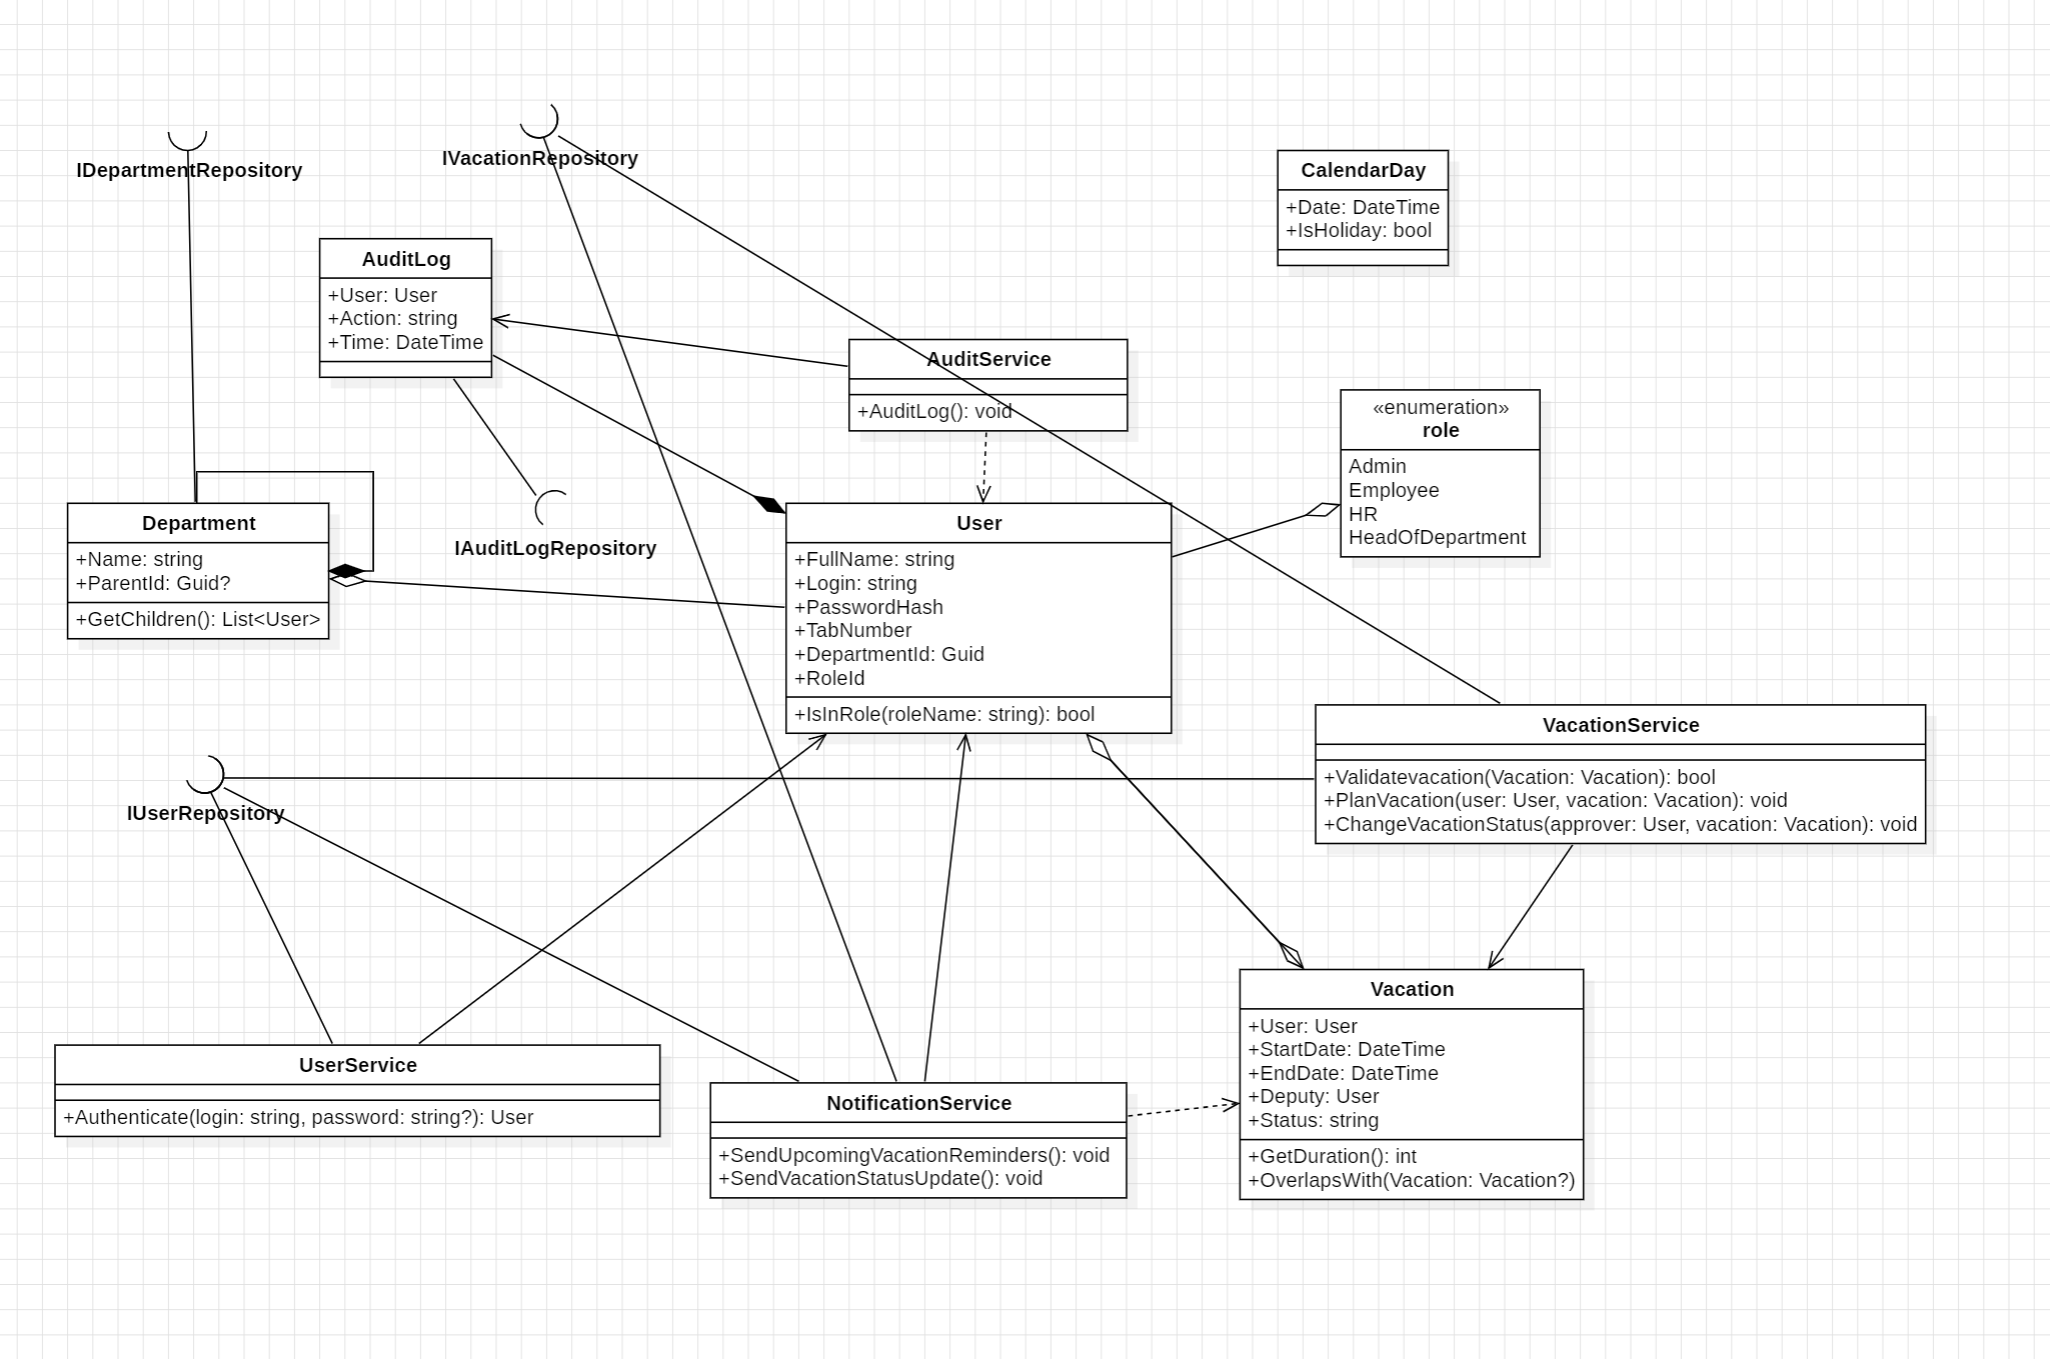 IDepartmentRepository
IVacationRepository
CalendarDay
+Date: DateTime
+IsHoliday: bool
AuditLog
+User: User
+Action: string
+Time: DateTime
AuditService
+AuditLog(): void
«enumeration»
role
Admin
Employee
HR
HeadOfDepartment
Department
+Name: string
+ParentId: Guid?
+GetChildren(): List<User>
IAuditLogRepository
User
+FullName: string
+Login: string
+PasswordHash
+TabNumber
+DepartmentId: Guid
+RoleId
+IsInRole(roleName: string): bool
VacationService
+Validatevacation(Vacation: Vacation): bool
+PlanVacation(user: User, vacation: Vacation): void
+ChangeVacationStatus(approver: User, vacation: Vacation): void
IUserRepository
UserService
+Authenticate(login: string, password: string?): User
NotificationService
+SendUpcomingVacationReminders(): void
+SendVacationStatusUpdate(): void
Vacation
+User: User
+StartDate: DateTime
+EndDate: DateTime
+Deputy: User
+Status: string
+GetDuration(): int
+OverlapsWith(Vacation: Vacation?)